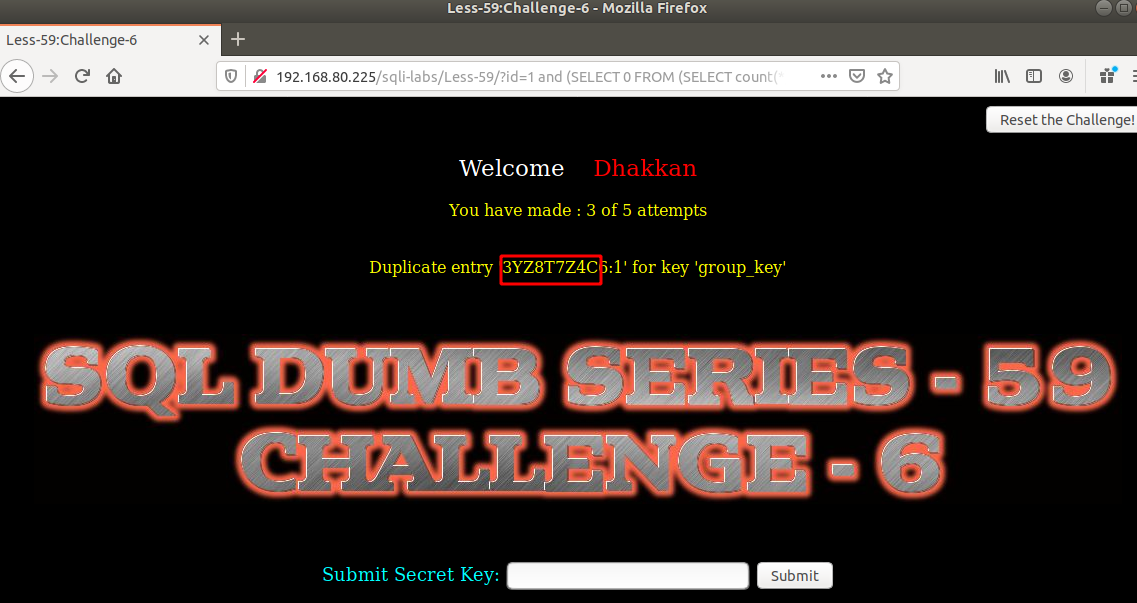 Less-59:Challenge-6 - Mozilla Firefox
Less-59:Challenge-6
192.168.80.225/sqli-labs/Less-59/?id=1 and (SELECT 0 FROM (SELECT count(*
Reset the Challenge!
Welcome Dhakkan
You have made : 3 of 5 attempts
Duplicate entry '3YZ8T7Z4C6:1' for key 'group_key'
SQL DUMB SERIES - 59
CHALLENGE - 6
Submit Secret Key: Submit